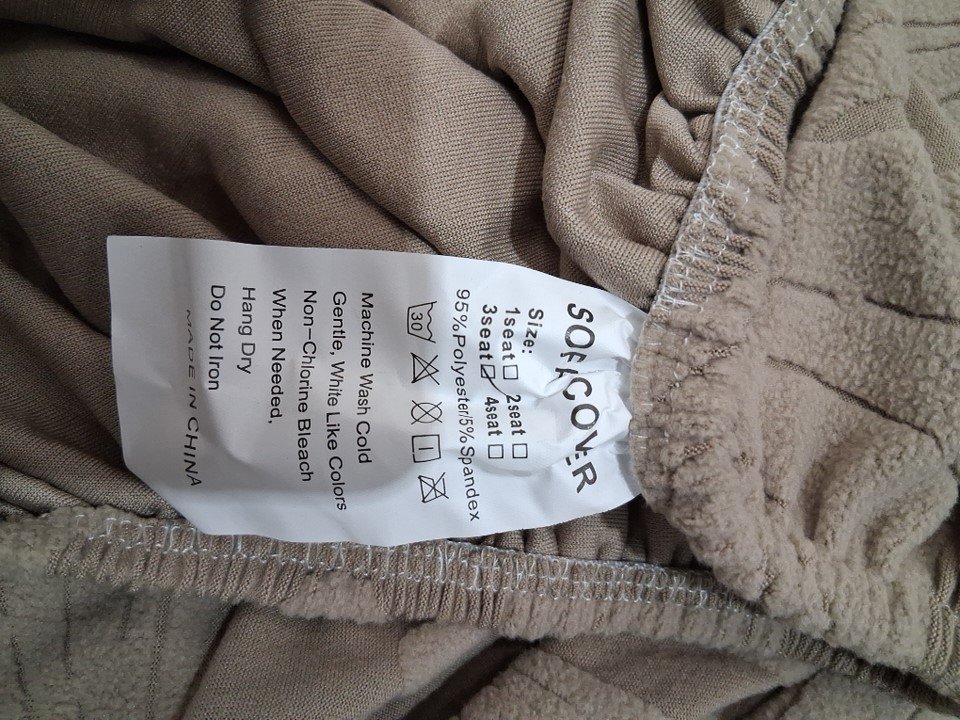 SOFACOVER
Size:
1seat☐ 2seat☐
3seat☑ 4seat☐
95%Polyester/5%Spandex
30
Machine Wash Cold
Gentle, White Like Colors
Non-Chlorine Bleach
When Needed,
Hang Dry
Do Not Iron
MADE IN CHINA